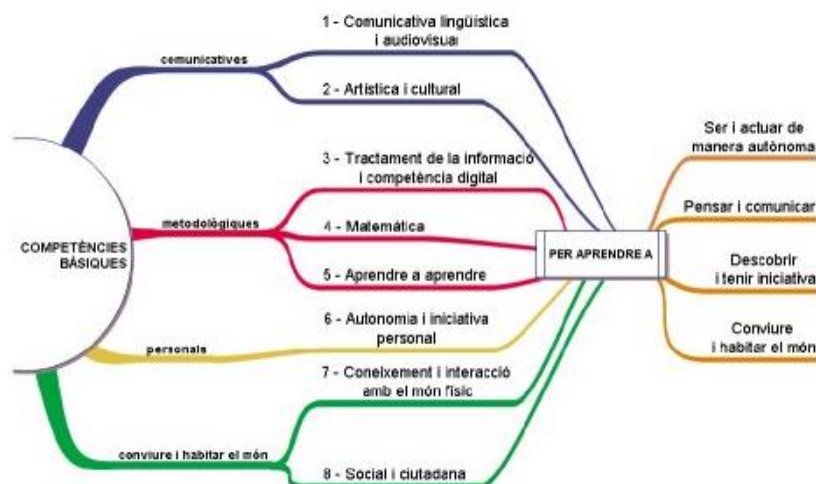 COMPETÈNCIES
BÀSIQUES
comunicatives
1 - Comunicativa lingüística
i audiovisual
2 - Artística i cultural
metodològiques
3 - Tractament de la informació
i competència digital
4 - Matemàtica
5 - Aprendre a aprendre
personals
6 - Autonomia i iniciativa
personal
conviure i habitar el món
7 - Coneixement i interacció
amb el món físic
8 - Social i ciutadana
PER APRENDRE A
Ser i actuar de
manera autònoma
Pensar i comunicar
Descobrir
i tenir iniciativa
Conviure
i habitar el món